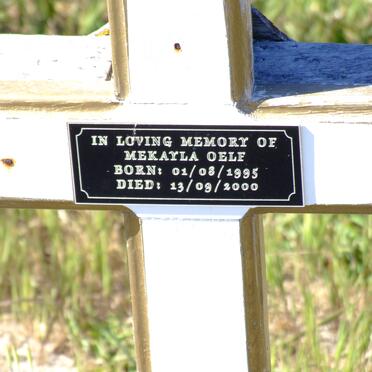 IN LOVING MEMORY OF
MEKAYLA OELF
BORN: 01/08/1995
DIED: 13/09/2000